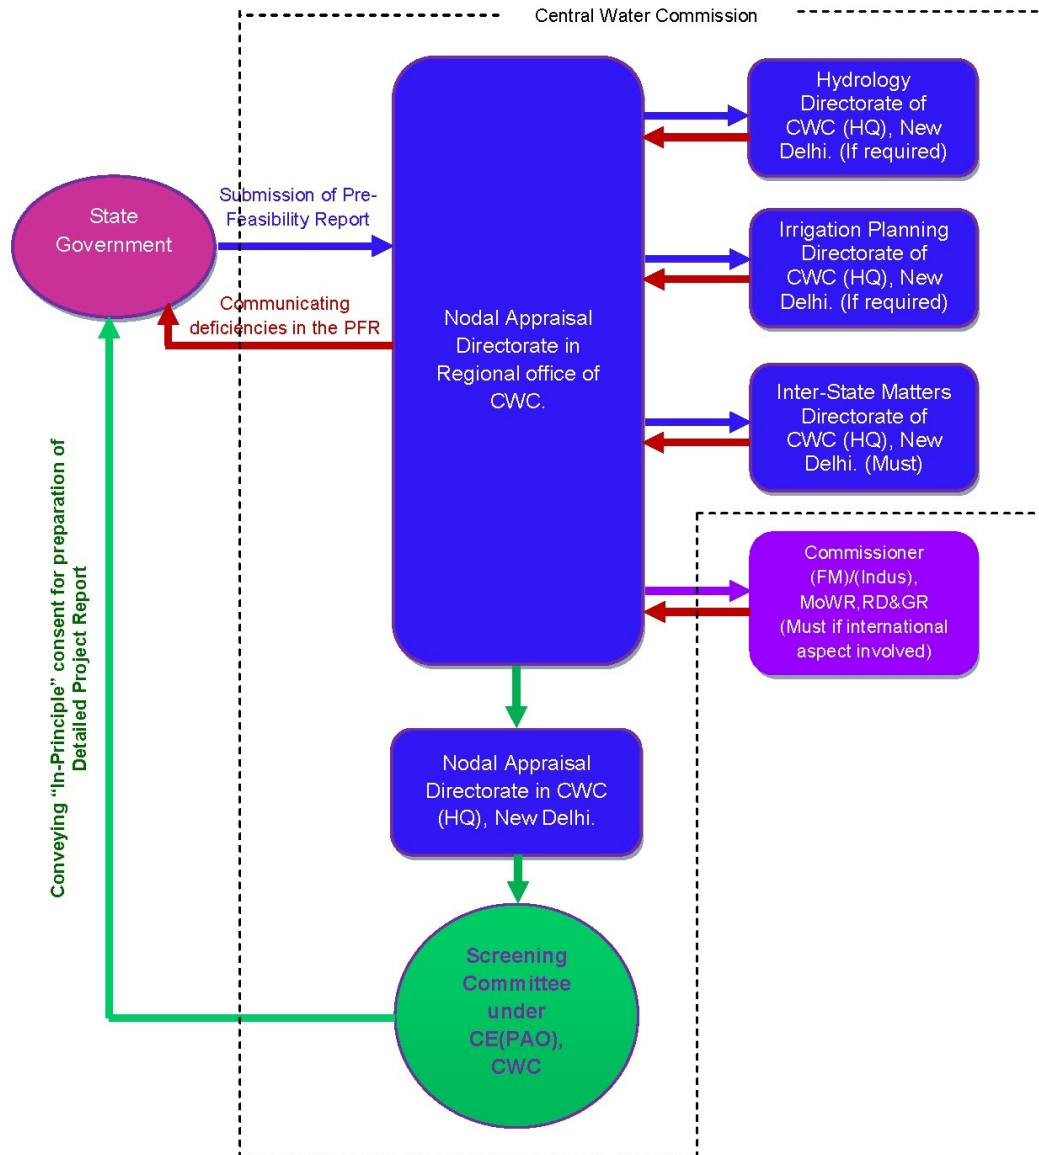 Central Water Commission
Hydrology
Directorate of
CWC (HQ), New
Delhi. (If required)
State
Government
Submission of Pre-
Feasibility Report
Irrigation Planning
Directorate of
CWC (HQ), New
Delhi. (If required)
Communicating
deficiencies in the PFR
Nodal Appraisal
Directorate in
Regional office of
CWC.
Inter-State Matters
Directorate of
CWC (HQ), New
Delhi. (Must)
Commissioner
(FM)/(Indus),
MoWR,RD&GR
(Must if international
aspect involved)
Conveying “In-Principle” consent for preparation of
Detailed Project Report
Nodal Appraisal
Directorate in CWC
(HQ), New Delhi.
Screening
Committee
under
CE(PAO),
CWC